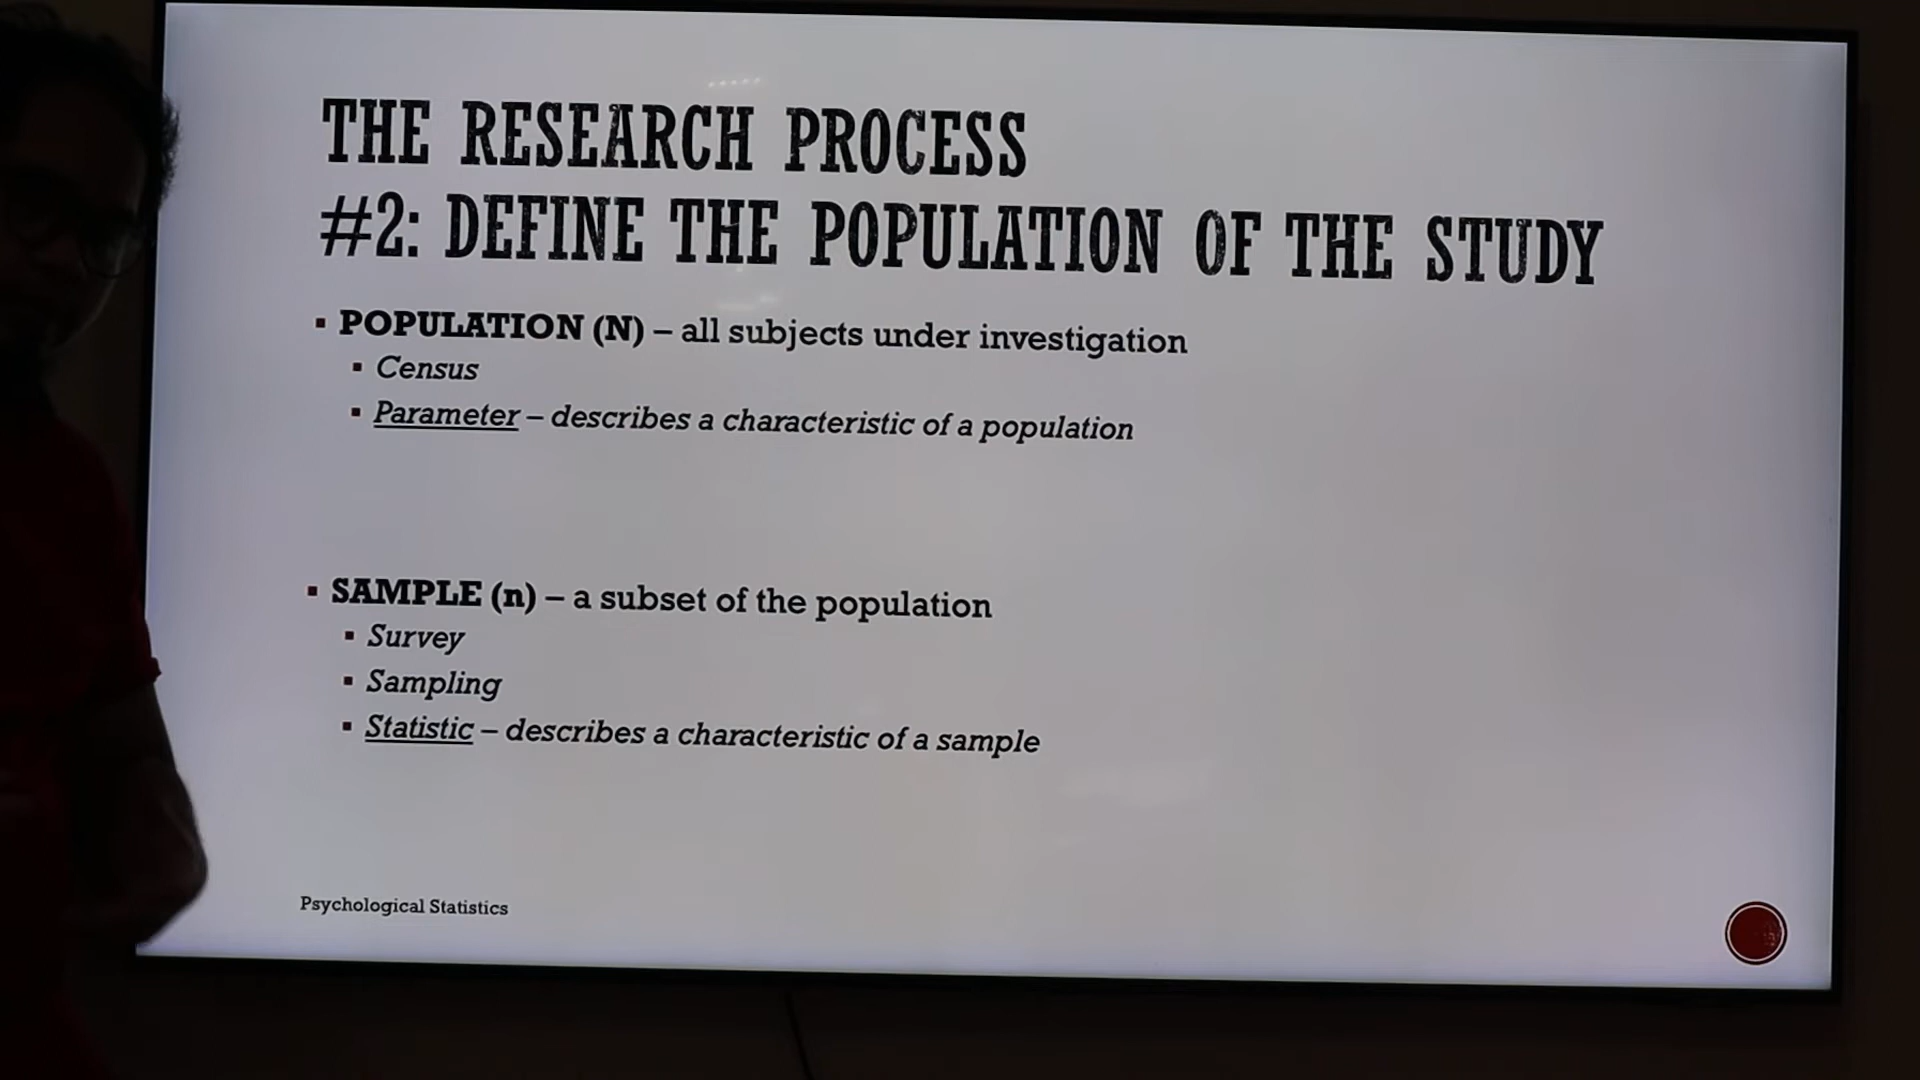 THE RESEARCH PROCESS
#2: DEFINE THE POPULATION OF THE STUDY
▪ POPULATION (N) – all subjects under investigation
▪ Census
▪ Parameter – describes a characteristic of a population
▪ SAMPLE (n) – a subset of the population
▪ Survey
▪ Sampling
▪ Statistic – describes a characteristic of a sample
Psychological Statistics